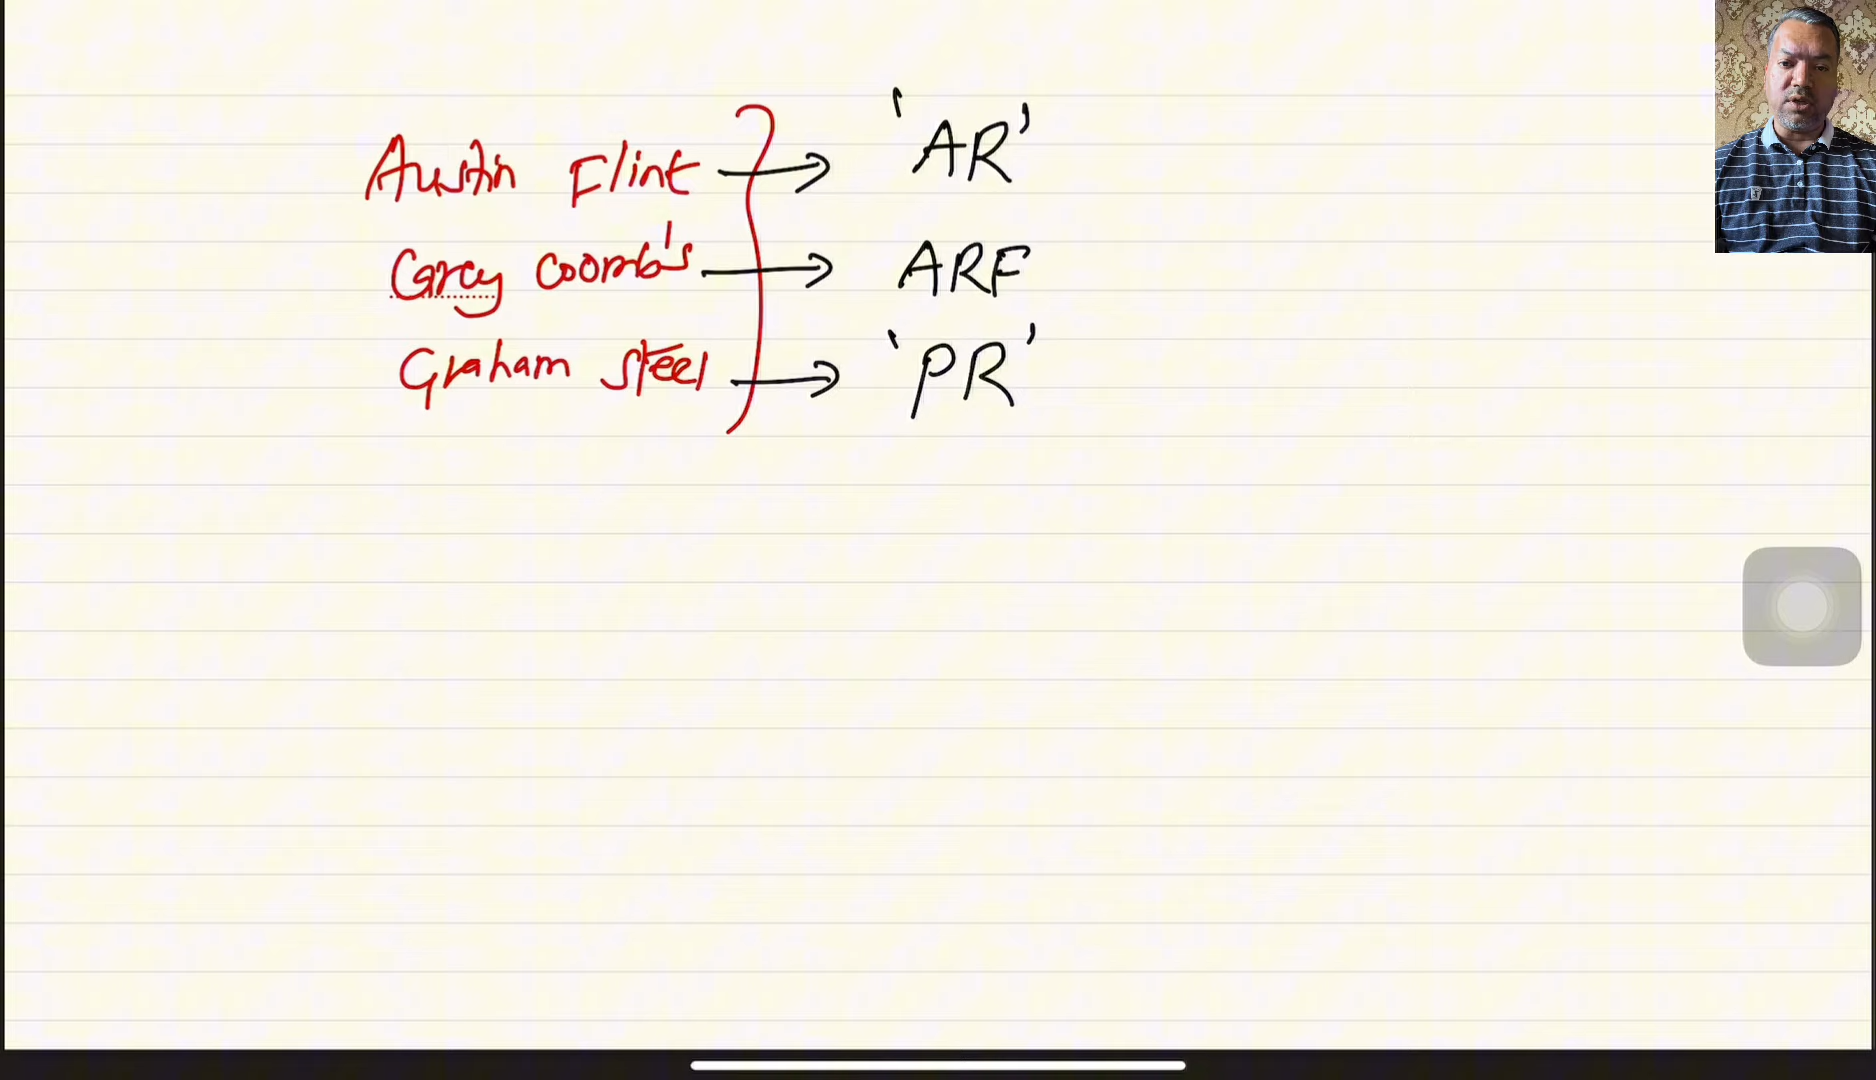 Austin Flint → 'AR'
Carey Coomb's → ARF
Graham Steel → 'PR'